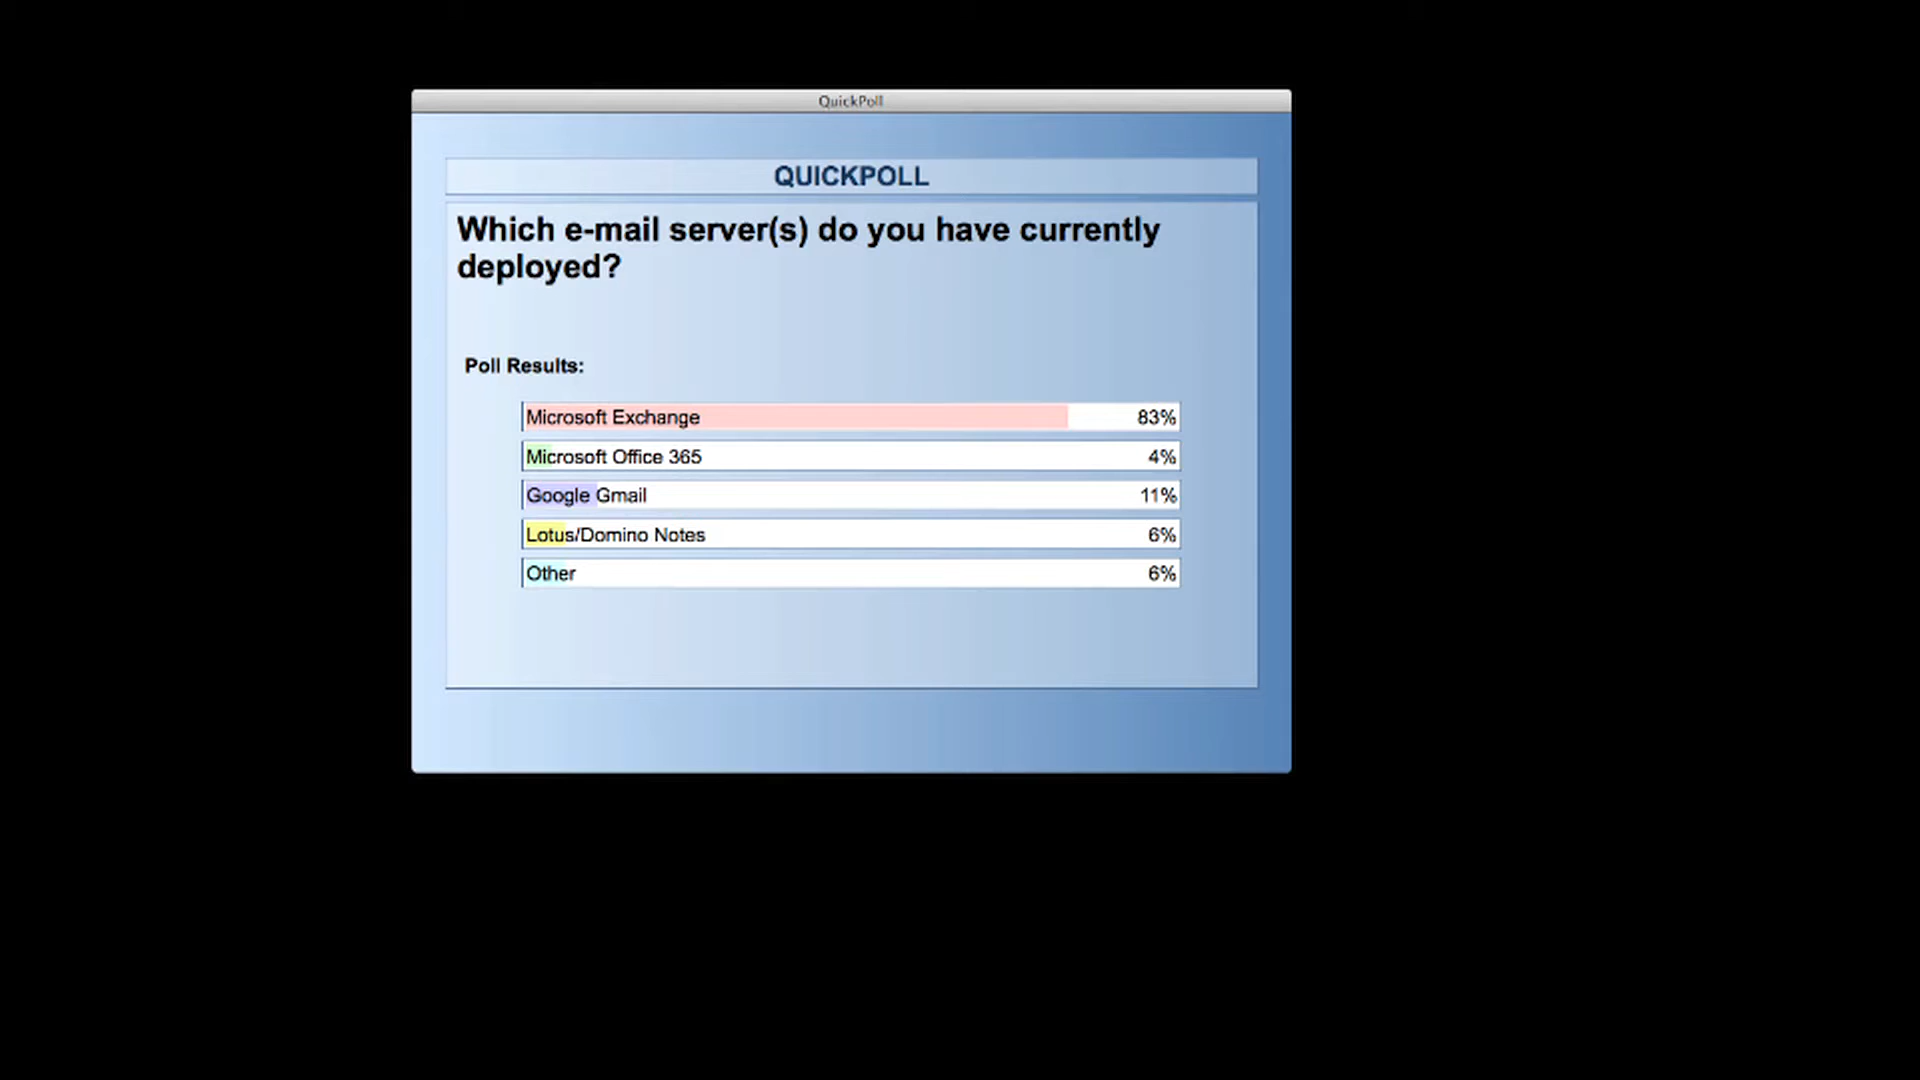 QuickPoll
QUICKPOLL
Which e-mail server(s) do you have currently
deployed?
Poll Results:
Microsoft Exchange 83%
Microsoft Office 365 4%
Google Gmail 11%
Lotus/Domino Notes 6%
Other 6%